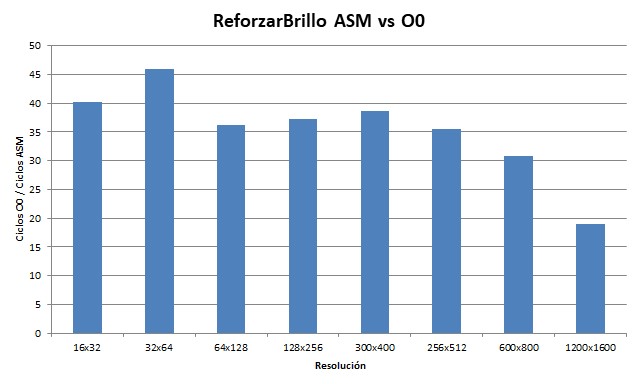 ReforzarBrillo ASM vs O0
50
45
40
35
30
25
20
15
10
5
0
Ciclos O0 / Ciclos ASM
16x32 32x64 64x128 128x256 300x400 256x512 600x800 1200x1600
Resolución